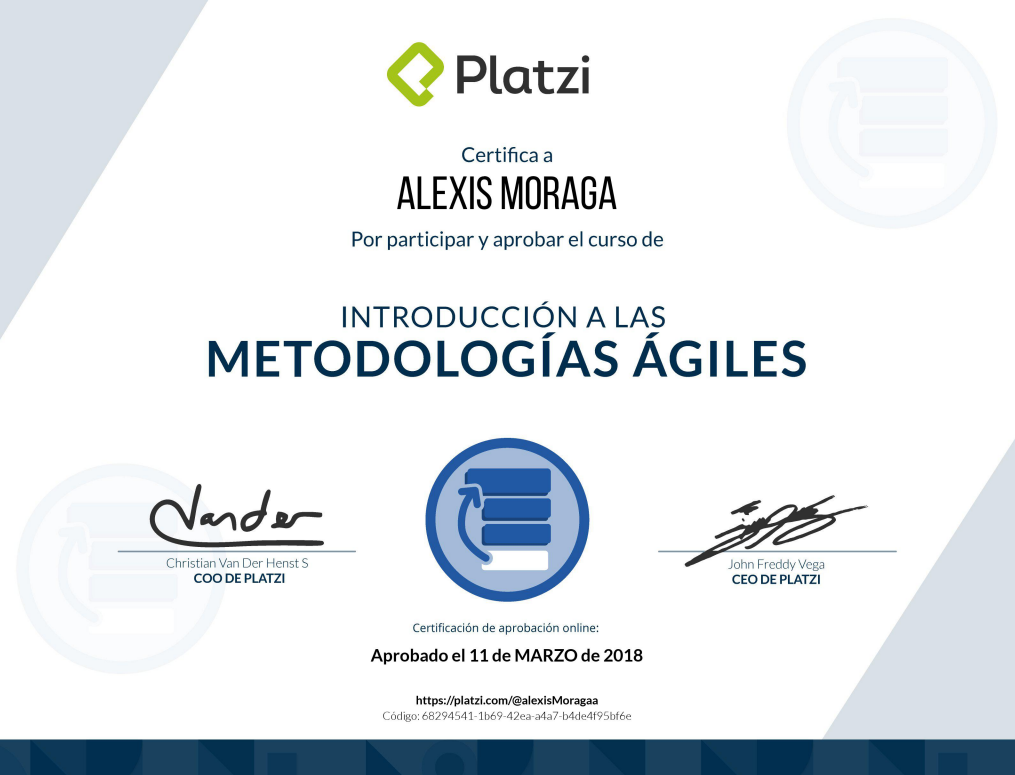 Platzi
Certifica a
ALEXIS MORAGA
Por participar y aprobar el curso de
INTRODUCCIÓN A LAS
METODOLOGÍAS ÁGILES
Vander
Christian Van Der Henst S
COO DE PLATZI
John Freddy Vega
CEO DE PLATZI
Certificación de aprobación online:
Aprobado el 11 de MARZO de 2018
https://platzi.com/@alexisMoragaa
Código: 68294541-1b69-42ea-a4a7-b4de4f95bf6e